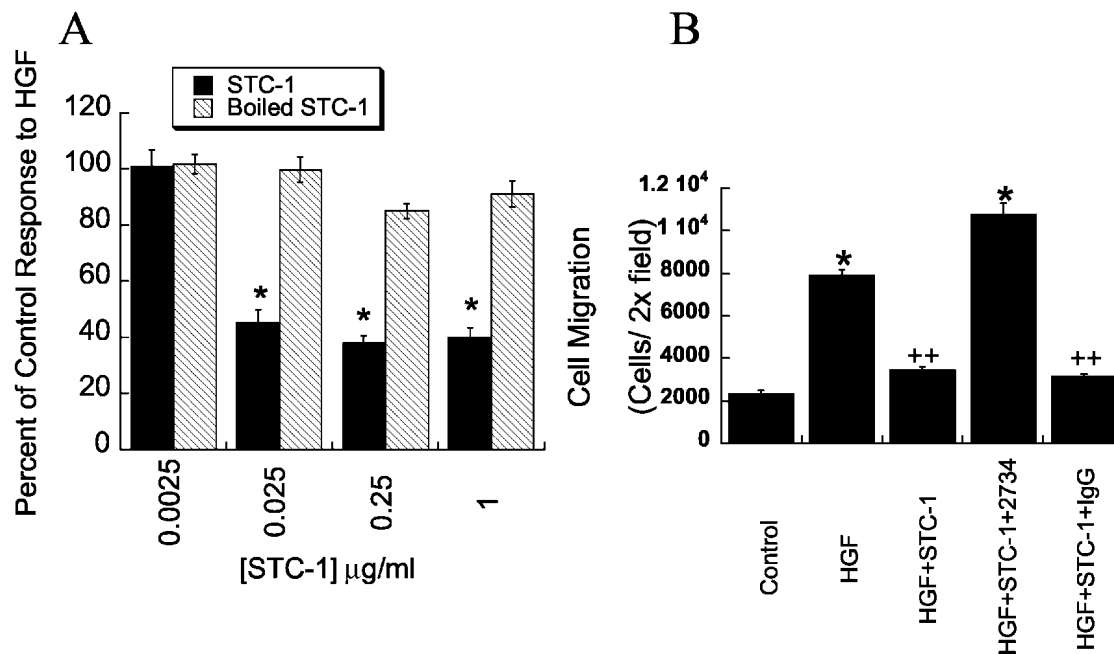 A
STC-1
Boiled STC-1
Percent of Control Response to HGF
120
100
80
60
40
20
0
*
*
*
0.0025
0.025
0.25
1
[STC-1] μg/ml
B
Cell Migration
(Cells/ 2x field)
1.2 10⁴
1 10⁴
8000
6000
4000
2000
0
*
++
*
++
Control
HGF
HGF+STC-1
HGF+STC-1+2734
HGF+STC-1+IgG